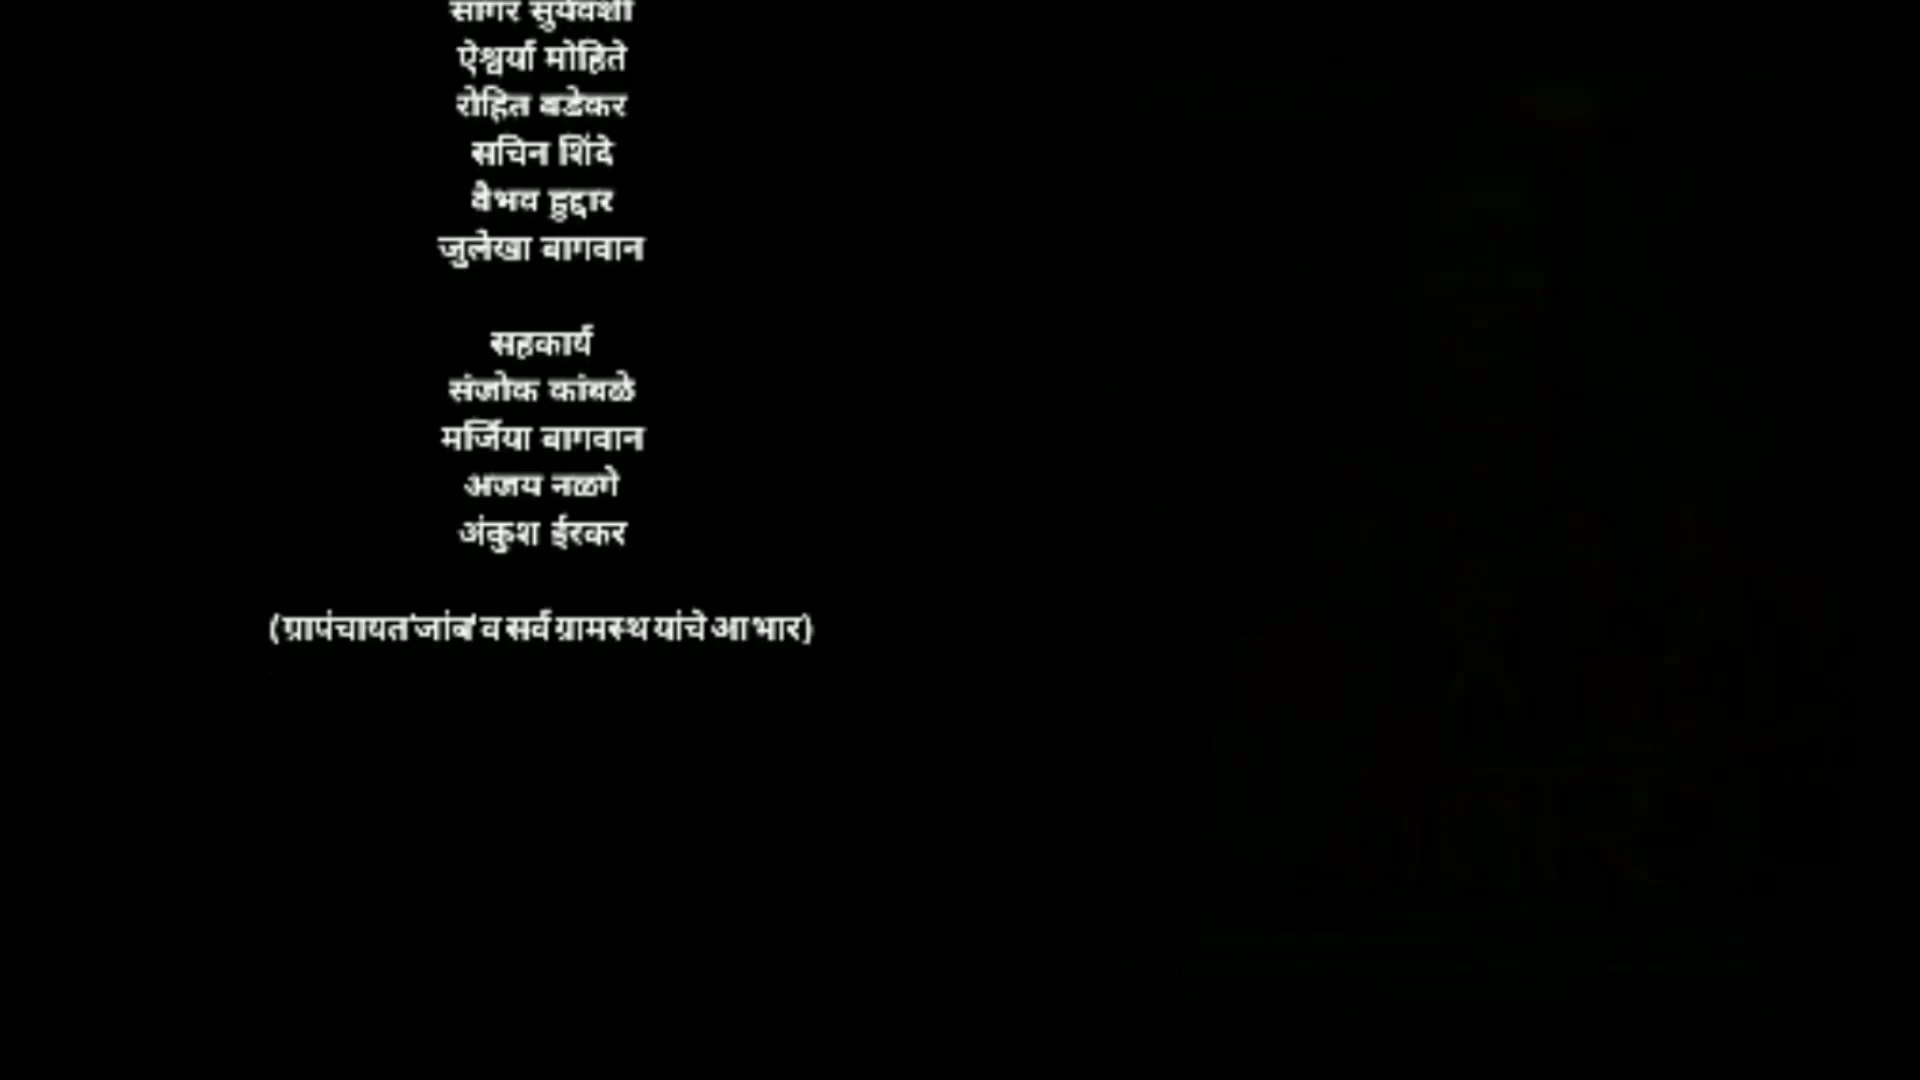 सागर सुर्यवंशी
ऐश्वर्या मोहिते
रोहित बडेकर
सचिन शिंदे
वैभव हुद्दार
जुलेखा बागवान
सहकार्य
संजोक कांबळे
मर्जिया बागवान
अजय नळगे
अंकुश ईरकर
(ग्रापंचायत'जांब' व सर्व ग्रामस्थ यांचे आभार)